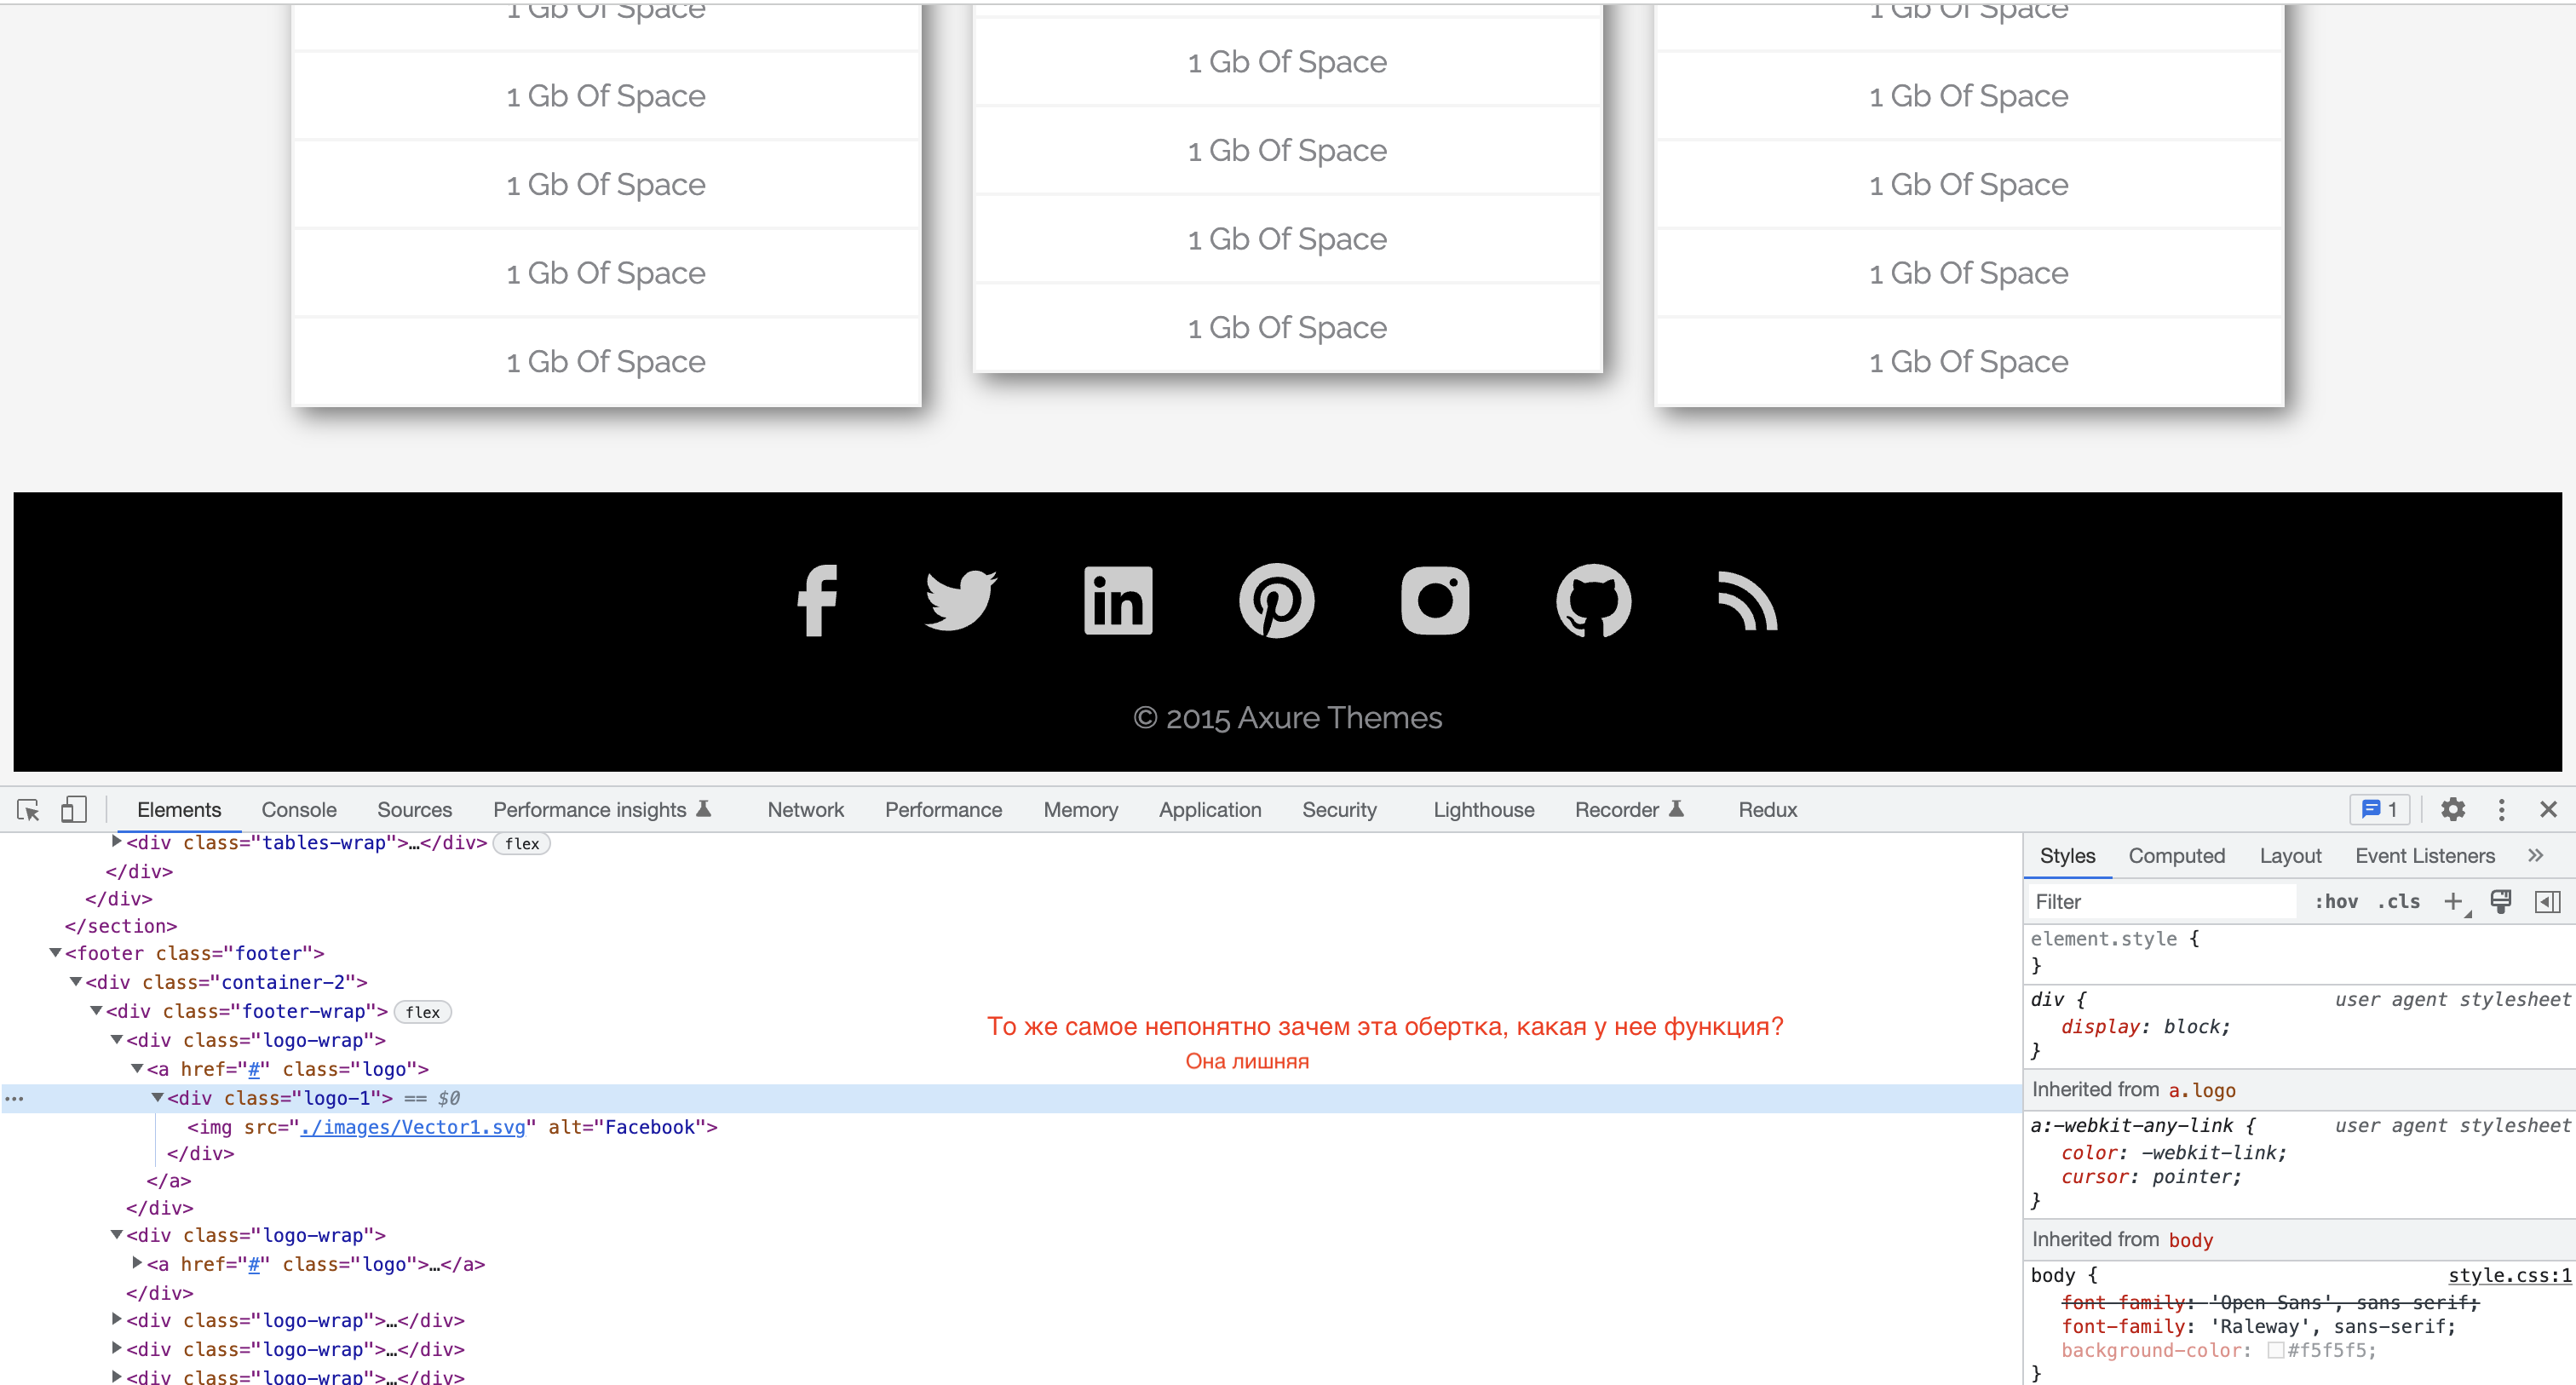 1 Gb Of Space
1 Gb Of Space
1 Gb Of Space
1 Gb Of Space
1 Gb Of Space
1 Gb Of Space
1 Gb Of Space
1 Gb Of Space
1 Gb Of Space
1 Gb Of Space
1 Gb Of Space
1 Gb Of Space
1 Gb Of Space
1 Gb Of Space
© 2015 Axure Themes
Elements Console Sources Performance insights Network Performance Memory Application Security Lighthouse Recorder Redux 1
<div class="tables-wrap">…</div> flex
</div>
</div>
</section>
<footer class="footer">
<div class="container-2">
<div class="footer-wrap"> flex
<div class="logo-wrap">
<a href="#" class="logo">
<div class="logo-1"> == $0
<img src="./images/Vector1.svg" alt="Facebook">
</div>
</a>
</div>
<div class="logo-wrap">
<a href="#" class="logo">…</a>
</div>
<div class="logo-wrap">…</div>
<div class="logo-wrap">…</div>
<div class="logo-wrap">…</div>
То же самое непонятно зачем эта обертка, какая у нее функция?
Она лишняя
Styles Computed Layout Event Listeners
Filter :hov .cls
element.style {
}
div { user agent stylesheet
display: block;
}
Inherited from a.logo
a:-webkit-any-link { user agent stylesheet
color: -webkit-link;
cursor: pointer;
}
Inherited from body
body { style.css:1
font-family: 'Open Sans', sans-serif;
font-family: 'Raleway', sans-serif;
background-color: #f5f5f5;
}